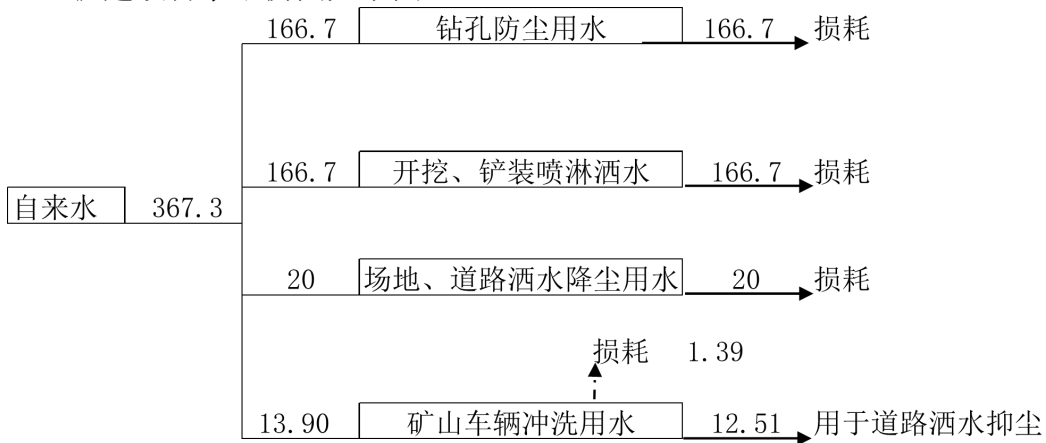 166.7 钻孔防尘用水 166.7 损耗
166.7 开挖、铲装喷淋洒水 166.7 损耗
自来水 367.3
20 场地、道路洒水降尘用水 20 损耗
损耗 1.39
13.90 矿山车辆冲洗用水 12.51 用于道路洒水抑尘